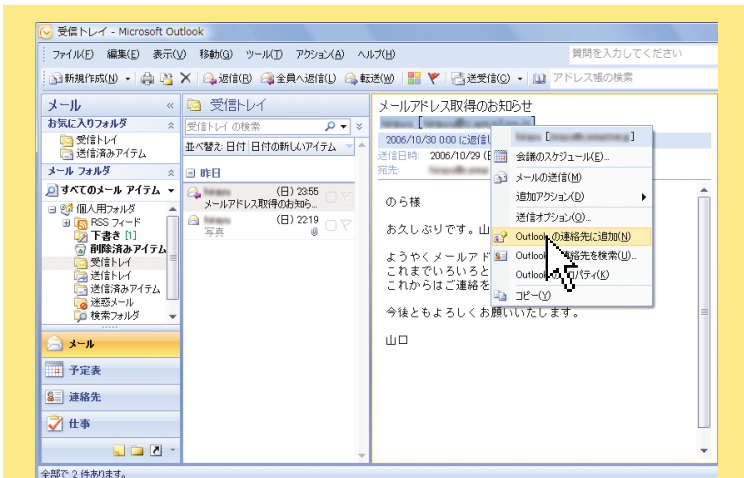 受信トレイ - Microsoft Outlook
ファイル(F) 編集(E) 表示(V) 移動(G) ツール(T) アクション(A) ヘルプ(H) 質問を入力してください
新規作成(N) 返信(R) 全員へ返信(L) 転送(W) 送受信(C) アドレス帳の検索
メール «
お気に入りフォルダ
受信トレイ
送信済みアイテム
メール フォルダ
すべてのメール アイテム
個人用フォルダ
RSS フィード
下書き [1]
削除済みアイテム
受信トレイ
送信トレイ
送信済みアイテム
迷惑メール
検索フォルダ
メール
予定表
連絡先
仕事
全部で 2 件あります。
受信トレイ
受信トレイ の検索
並べ替え: 日付 日付の新しいアイテム
昨日
(日) 23:55
メールアドレス取得のお知ら...
(日) 22:19
写真
メールアドレス取得のお知らせ
2006/10/30 0:00 に返信し
送信日時: 2006/10/29 (日
宛先:
のら様
お久しぶりです。山
ようやくメールアド
これまでいろいろと
これからはご連絡を
今後ともよろしくお願いいたします。
山口
会議のスケジュール(E)...
メールの送信(M)
追加アクション(D)
送信オプション(O)...
Outlook の連絡先に追加(N)
Outlook 連絡先を検索(U)...
Outlook のプロパティ(K)
コピー(Y)